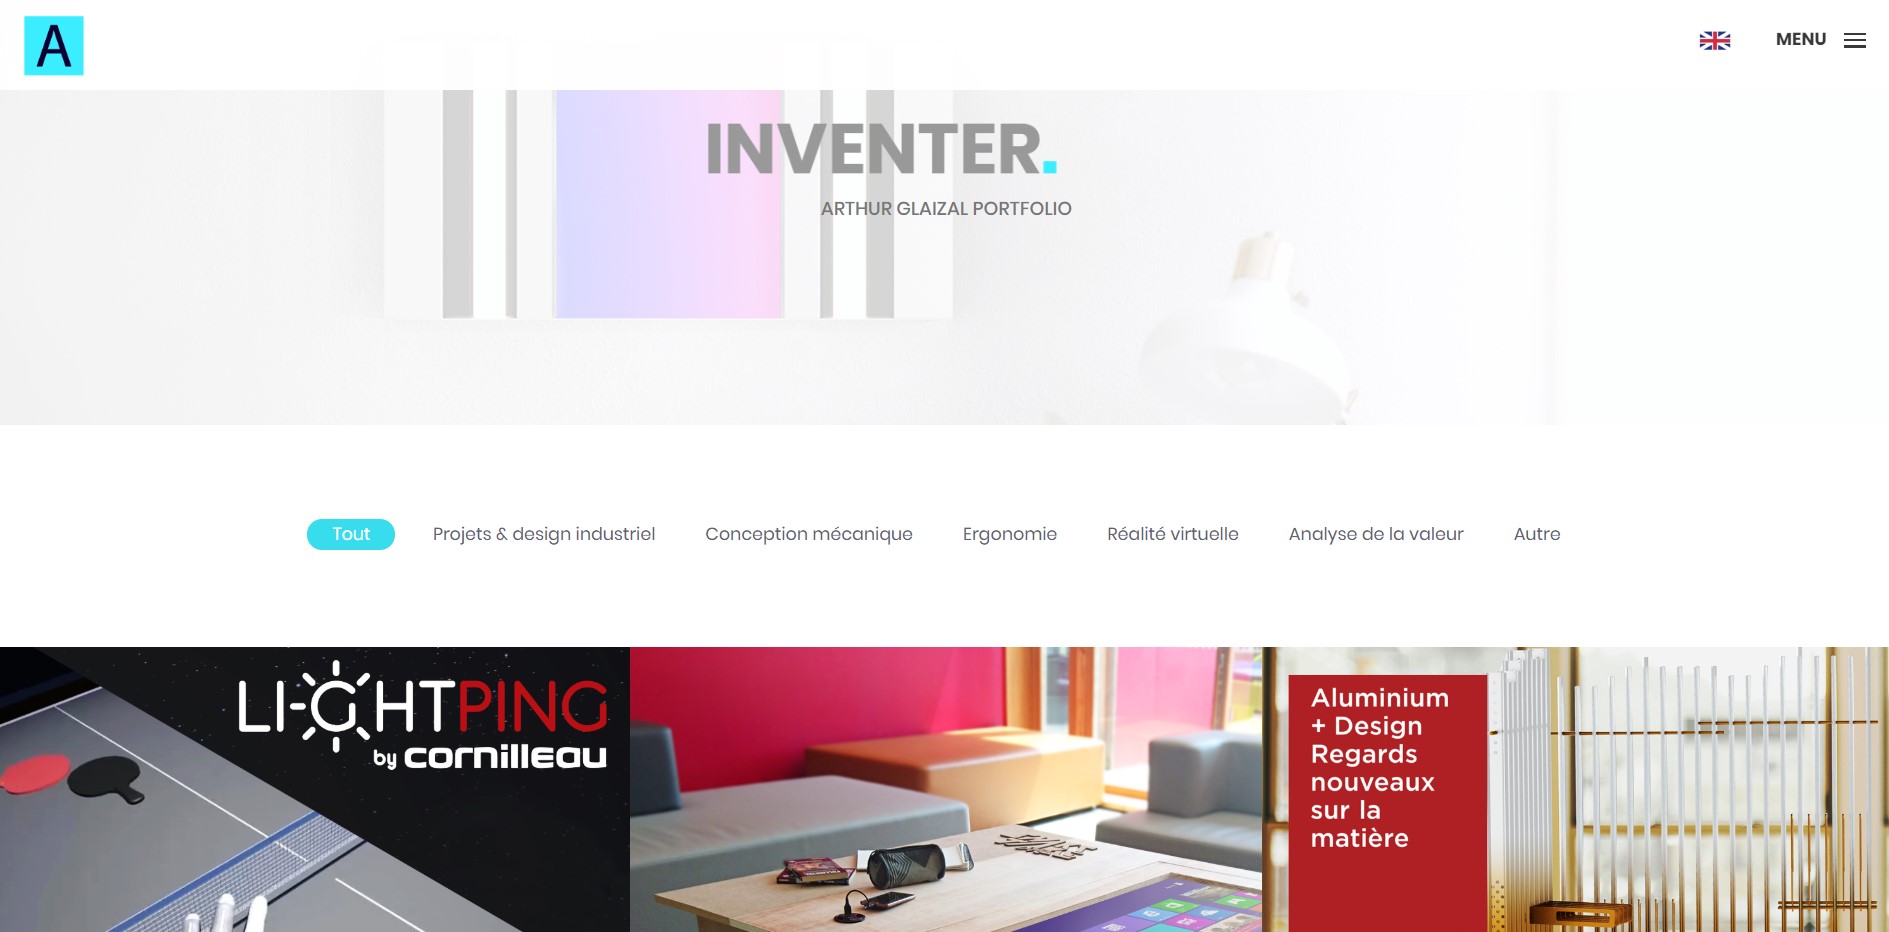 A
MENU
INVENTER.
ARTHUR GLAIZAL PORTFOLIO
Tout
Projets & design industriel
Conception mécanique
Ergonomie
Réalité virtuelle
Analyse de la valeur
Autre
LIGHTPING
by cornilleau
Aluminium
+ Design
Regards
nouveaux
sur la
matière